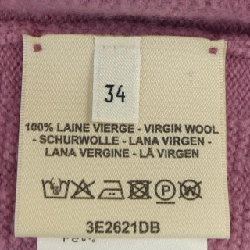 34
100% LAINE VIERGE - VIRGIN WOOL
- SCHURWOLLE - LANA VIRGEN -
LANA VERGINE - LÃ VIRGEN
P W
3E2621DB